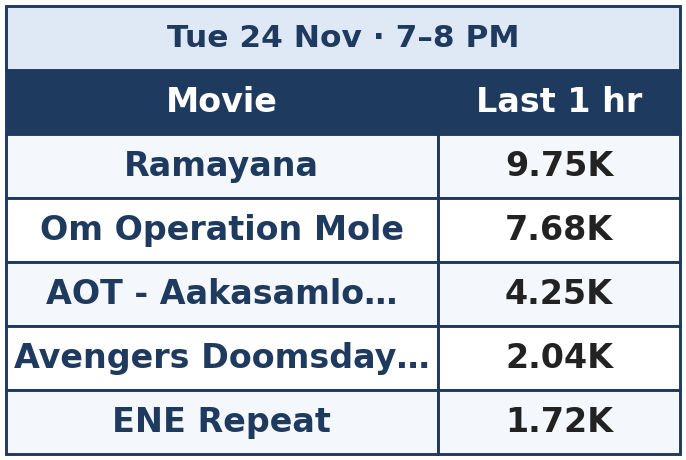 Tue 24 Nov · 7–8 PM
Movie Last 1 hr
Ramayana 9.75K
Om Operation Mole 7.68K
AOT - Aakasamlo... 4.25K
Avengers Doomsday... 2.04K
ENE Repeat 1.72K